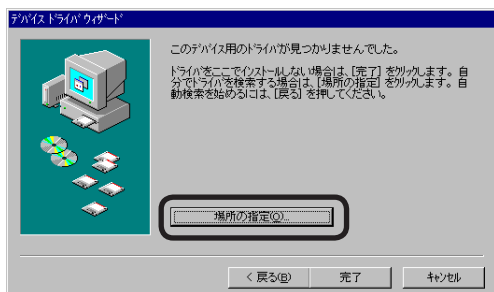 ﾃﾞﾊﾞｲｽ ﾄﾞﾗｲﾊﾞ ｳｨｻﾞｰﾄﾞ
このﾃﾞﾊﾞｲｽ用のﾄﾞﾗｲﾊﾞが見つかりませんでした。
ﾄﾞﾗｲﾊﾞをここでｲﾝｽﾄｰﾙしない場合は、[完了] をｸﾘｯｸします。自
分でﾄﾞﾗｲﾊﾞを検索する場合は、[場所の指定] をｸﾘｯｸします。自
動検索を始めるには、[戻る] を押してください。
場所の指定(O)...
< 戻る(B)
完了
ｷｬﾝｾﾙ